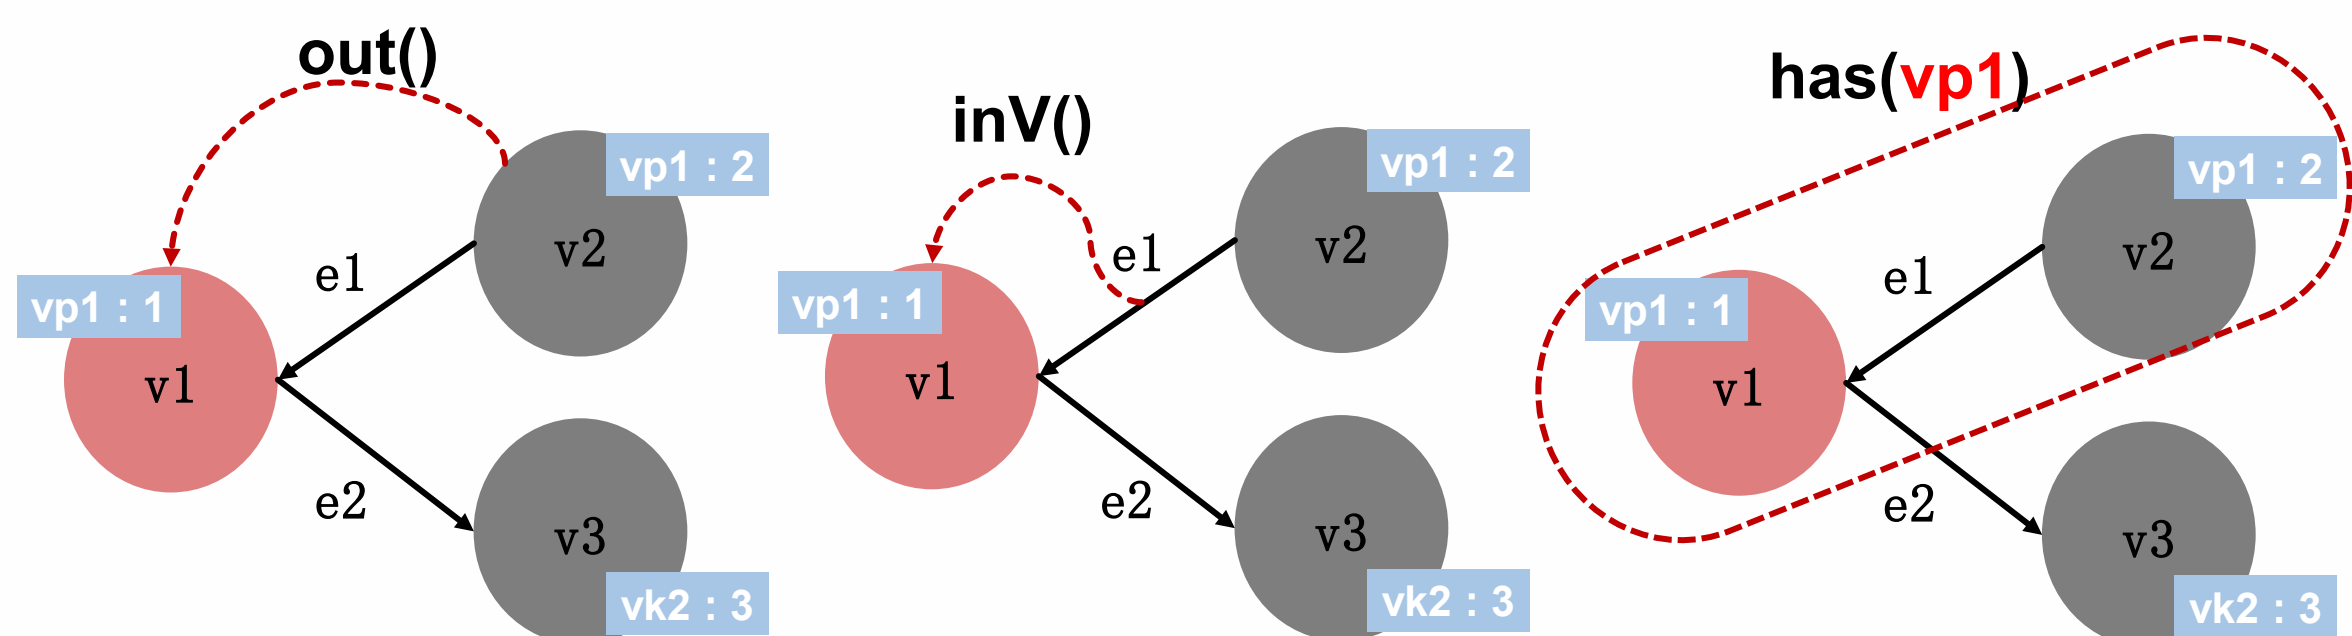 out()
vp1 : 2
v2
e1
vp1 : 1
v1
e2
v3
vk2 : 3
inV()
vp1 : 2
v2
e1
vp1 : 1
v1
e2
v3
vk2 : 3
has(vp1)
vp1 : 2
v2
e1
vp1 : 1
v1
e2
v3
vk2 : 3